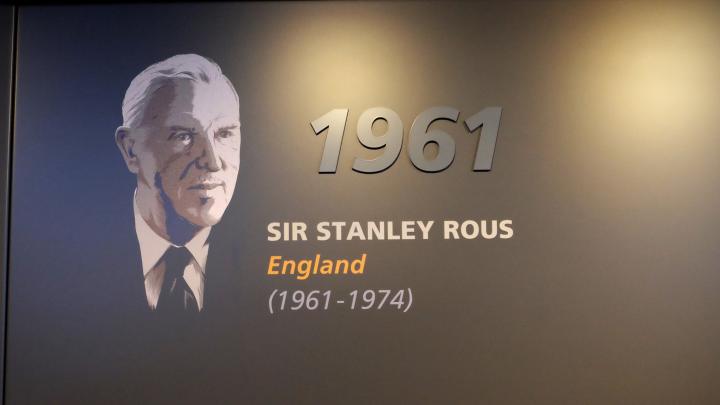 1961
SIR STANLEY ROUS
England
(1961-1974)